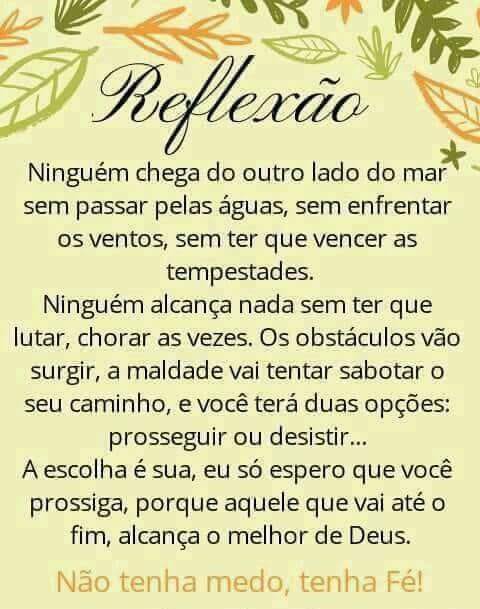 Reflexão
Ninguém chega do outro lado do mar
sem passar pelas águas, sem enfrentar
os ventos, sem ter que vencer as
tempestades.
Ninguém alcança nada sem ter que
lutar, chorar as vezes. Os obstáculos vão
surgir, a maldade vai tentar sabotar o
seu caminho, e você terá duas opções:
prosseguir ou desistir...
A escolha é sua, eu só espero que você
prossiga, porque aquele que vai até o
fim, alcança o melhor de Deus.
Não tenha medo, tenha Fé!